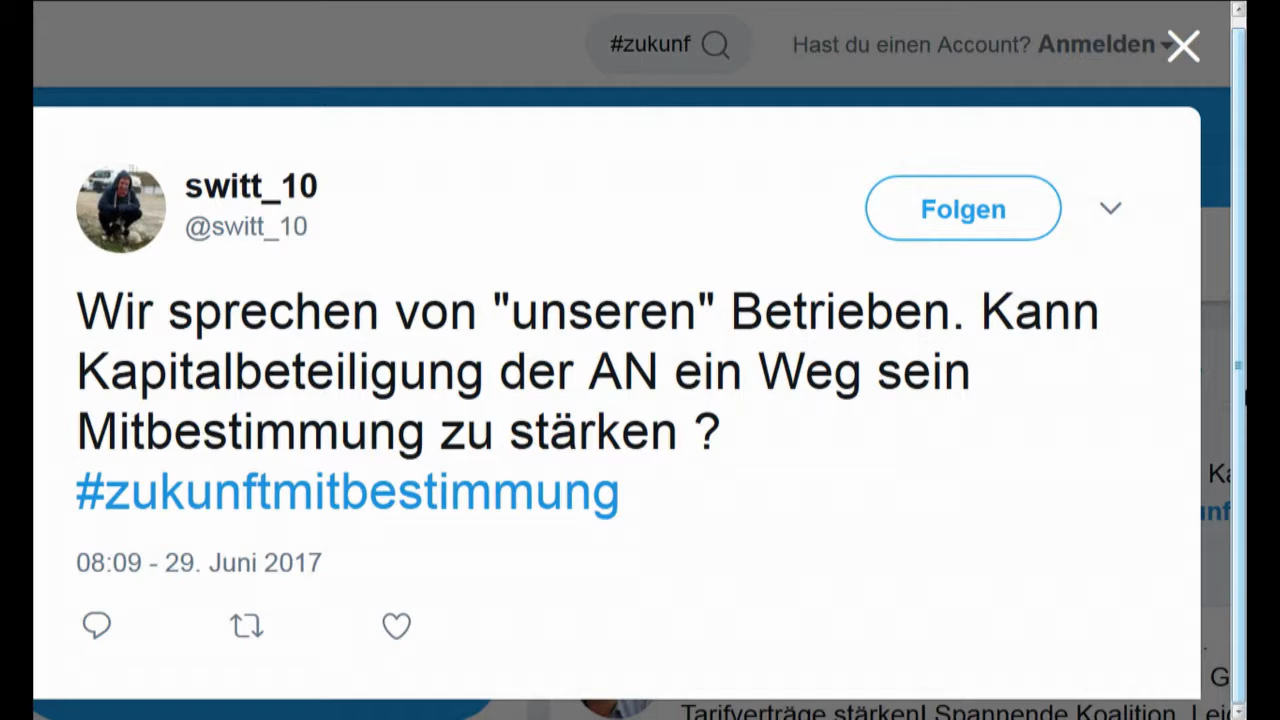 #zukunf
Hast du einen Account? Anmelden
switt_10
@switt_10
Folgen
Wir sprechen von "unseren" Betrieben. Kann
Kapitalbeteiligung der AN ein Weg sein
Mitbestimmung zu stärken ?
#zukunftmitbestimmung
08:09 - 29. Juni 2017
Tarifverträge stärken! Spannende Koalition.